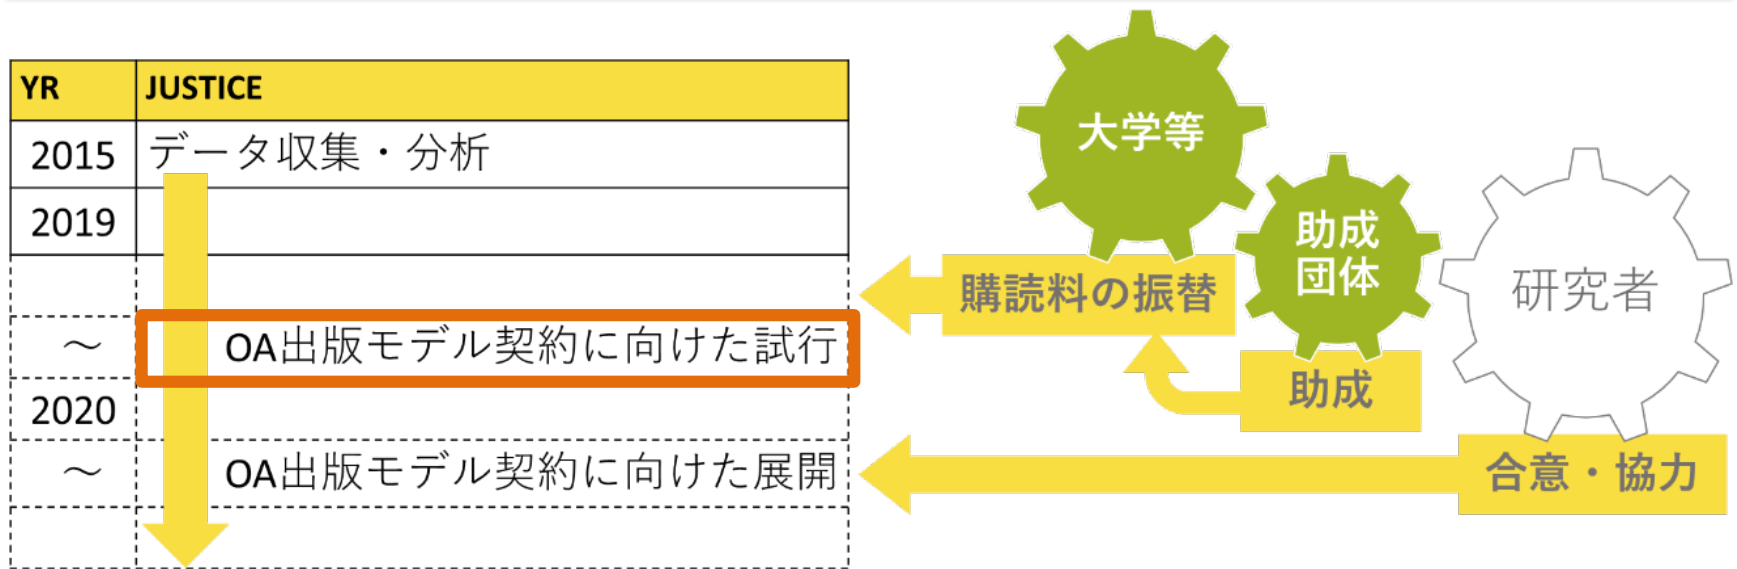 YR JUSTICE
2015 データ収集・分析
2019
～ OA出版モデル契約に向けた試行
2020
～ OA出版モデル契約に向けた展開
大学等
助成
団体
研究者
購読料の振替
助成
合意・協力